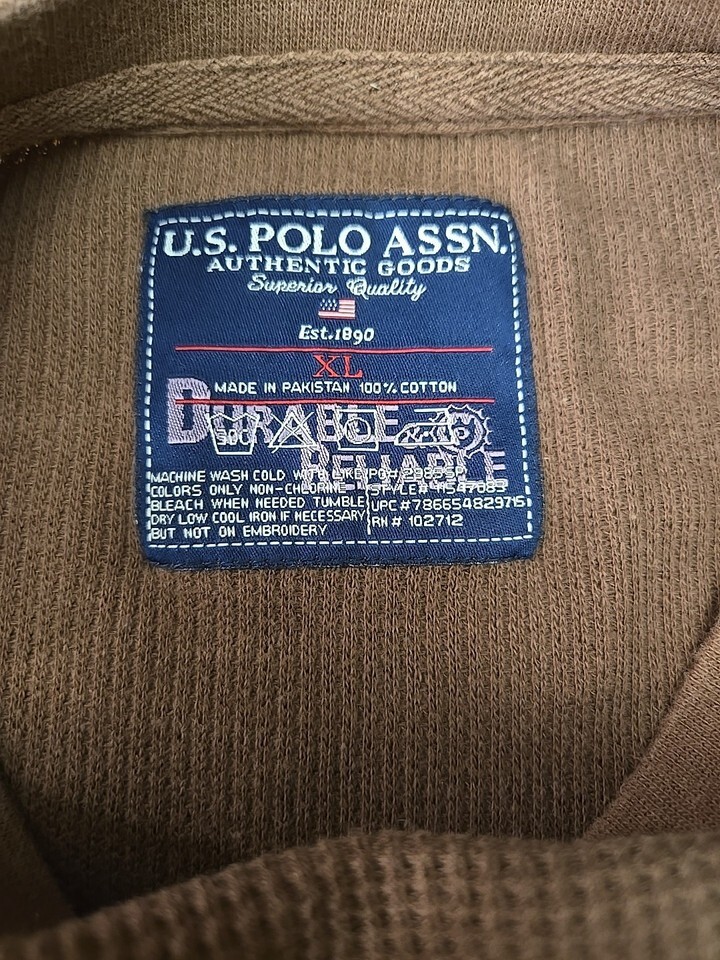 U.S. POLO ASSN.
AUTHENTIC GOODS
Superior Quality
Est.1890
XL
MADE IN PAKISTAN 100% COTTON
DURABLE
RELIABLE
MACHINE WASH COLD WITH LIKE
COLORS ONLY NON-CHLORINE
BLEACH WHEN NEEDED TUMBLE
DRY LOW COOL IRON IF NECESSARY
BUT NOT ON EMBROIDERY
PO#
STYLE#
UPC #786654829715
RN # 102712